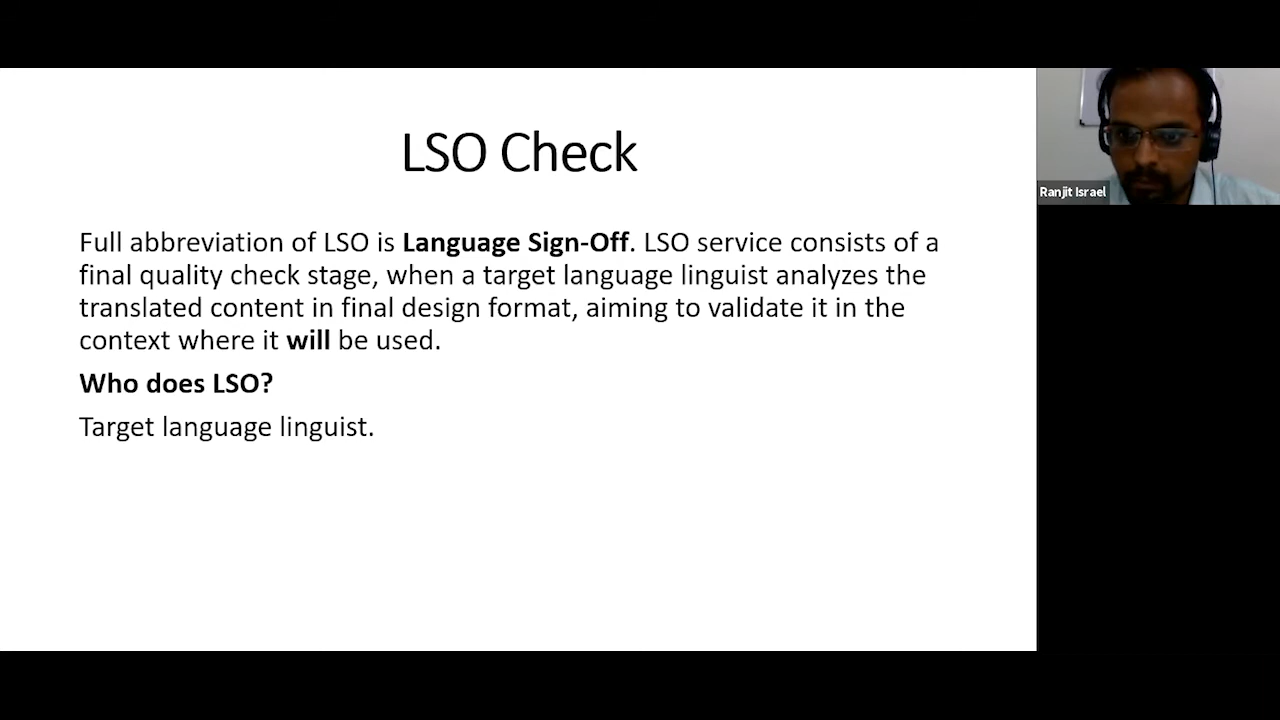 LSO Check
Full abbreviation of LSO is Language Sign-Off. LSO service consists of a
final quality check stage, when a target language linguist analyzes the
translated content in final design format, aiming to validate it in the
context where it will be used.
Who does LSO?
Target language linguist.
Ranjit Israel